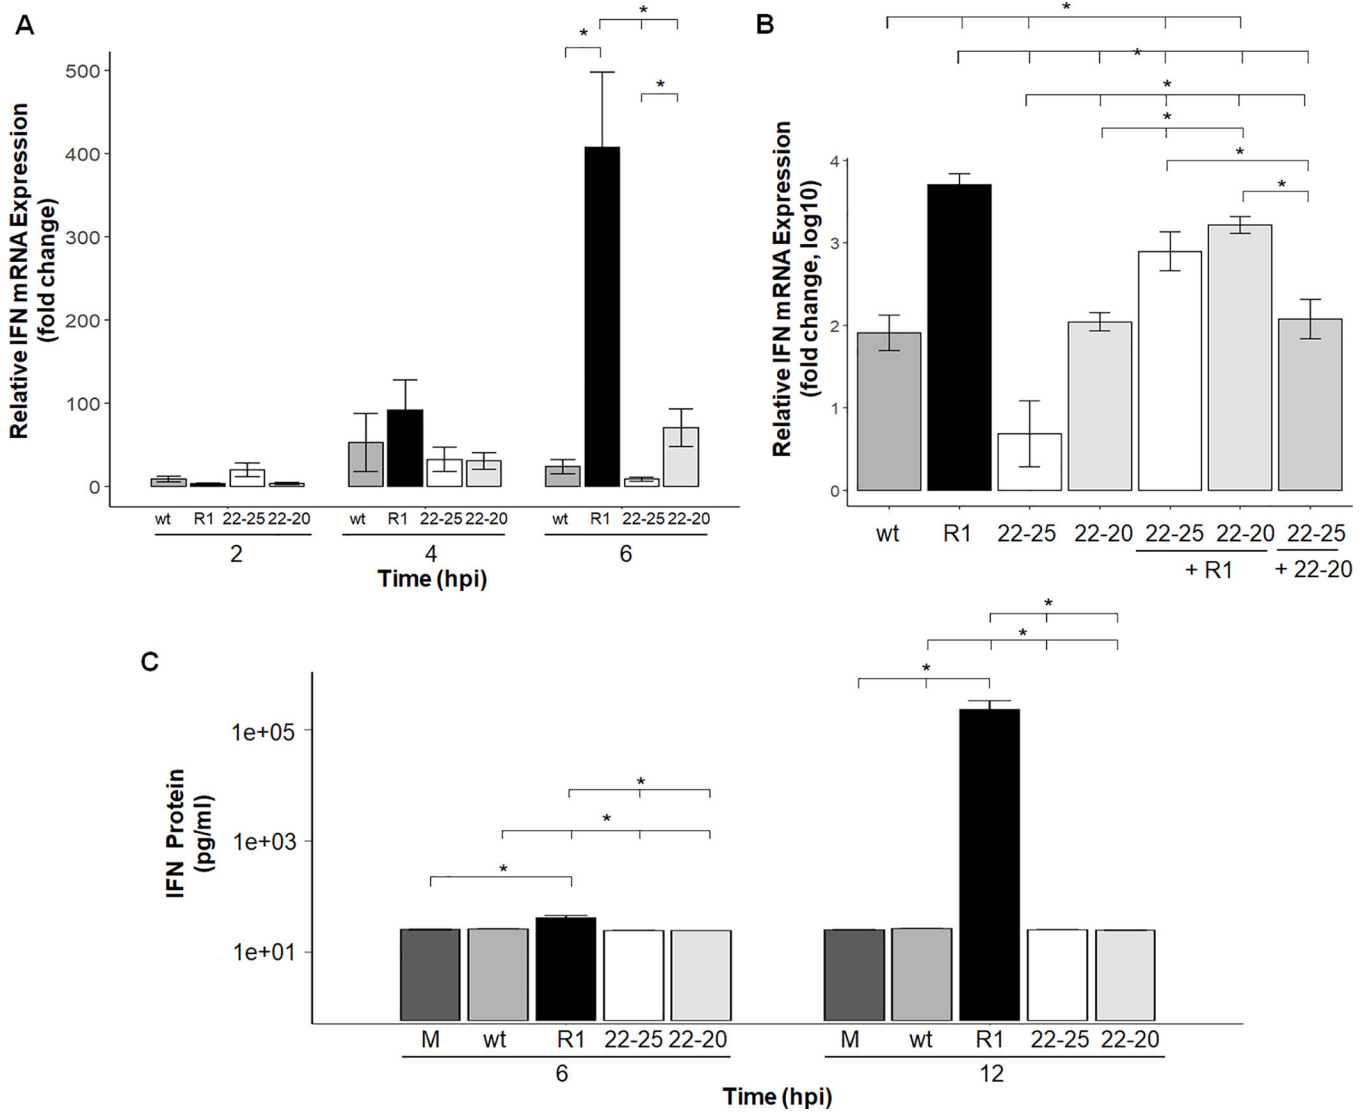 A
*
*
*
500
400
300
200
100
0
Relative IFN mRNA Expression
(fold change)
wt R1 22-25 22-20 wt R1 22-25 22-20 wt R1 22-25 22-20
2 4 6
Time (hpi)
B
*
*
*
*
*
*
4
3
2
1
0
Relative IFN mRNA Expression
(fold change, log10)
wt R1 22-25 22-20 22-25 22-20 22-25
+ R1 + 22-20
C
*
*
*
*
*
*
1e+05
1e+03
1e+01
IFN Protein
(pg/ml)
M wt R1 22-25 22-20 M wt R1 22-25 22-20
6 12
Time (hpi)